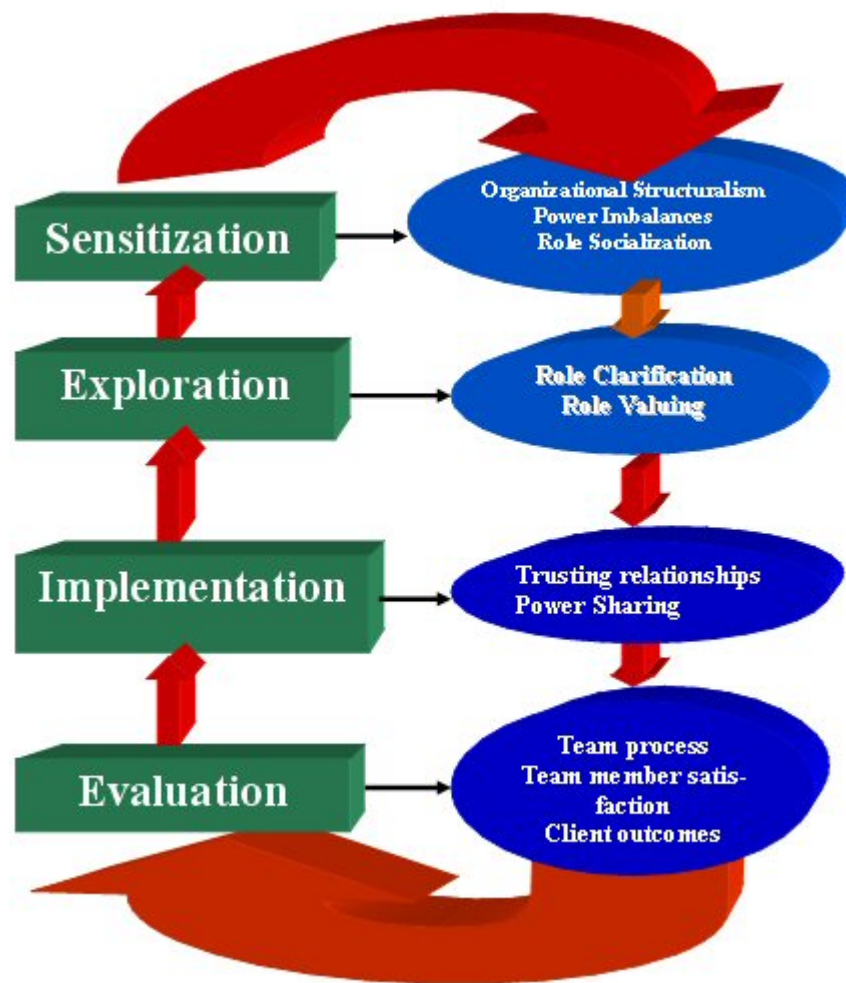 Sensitization
Organizational Structuralism
Power Imbalances
Role Socialization
Exploration
Role Clarification
Role Valuing
Implementation
Trusting relationships
Power Sharing
Evaluation
Team process
Team member satis-
faction
Client outcomes